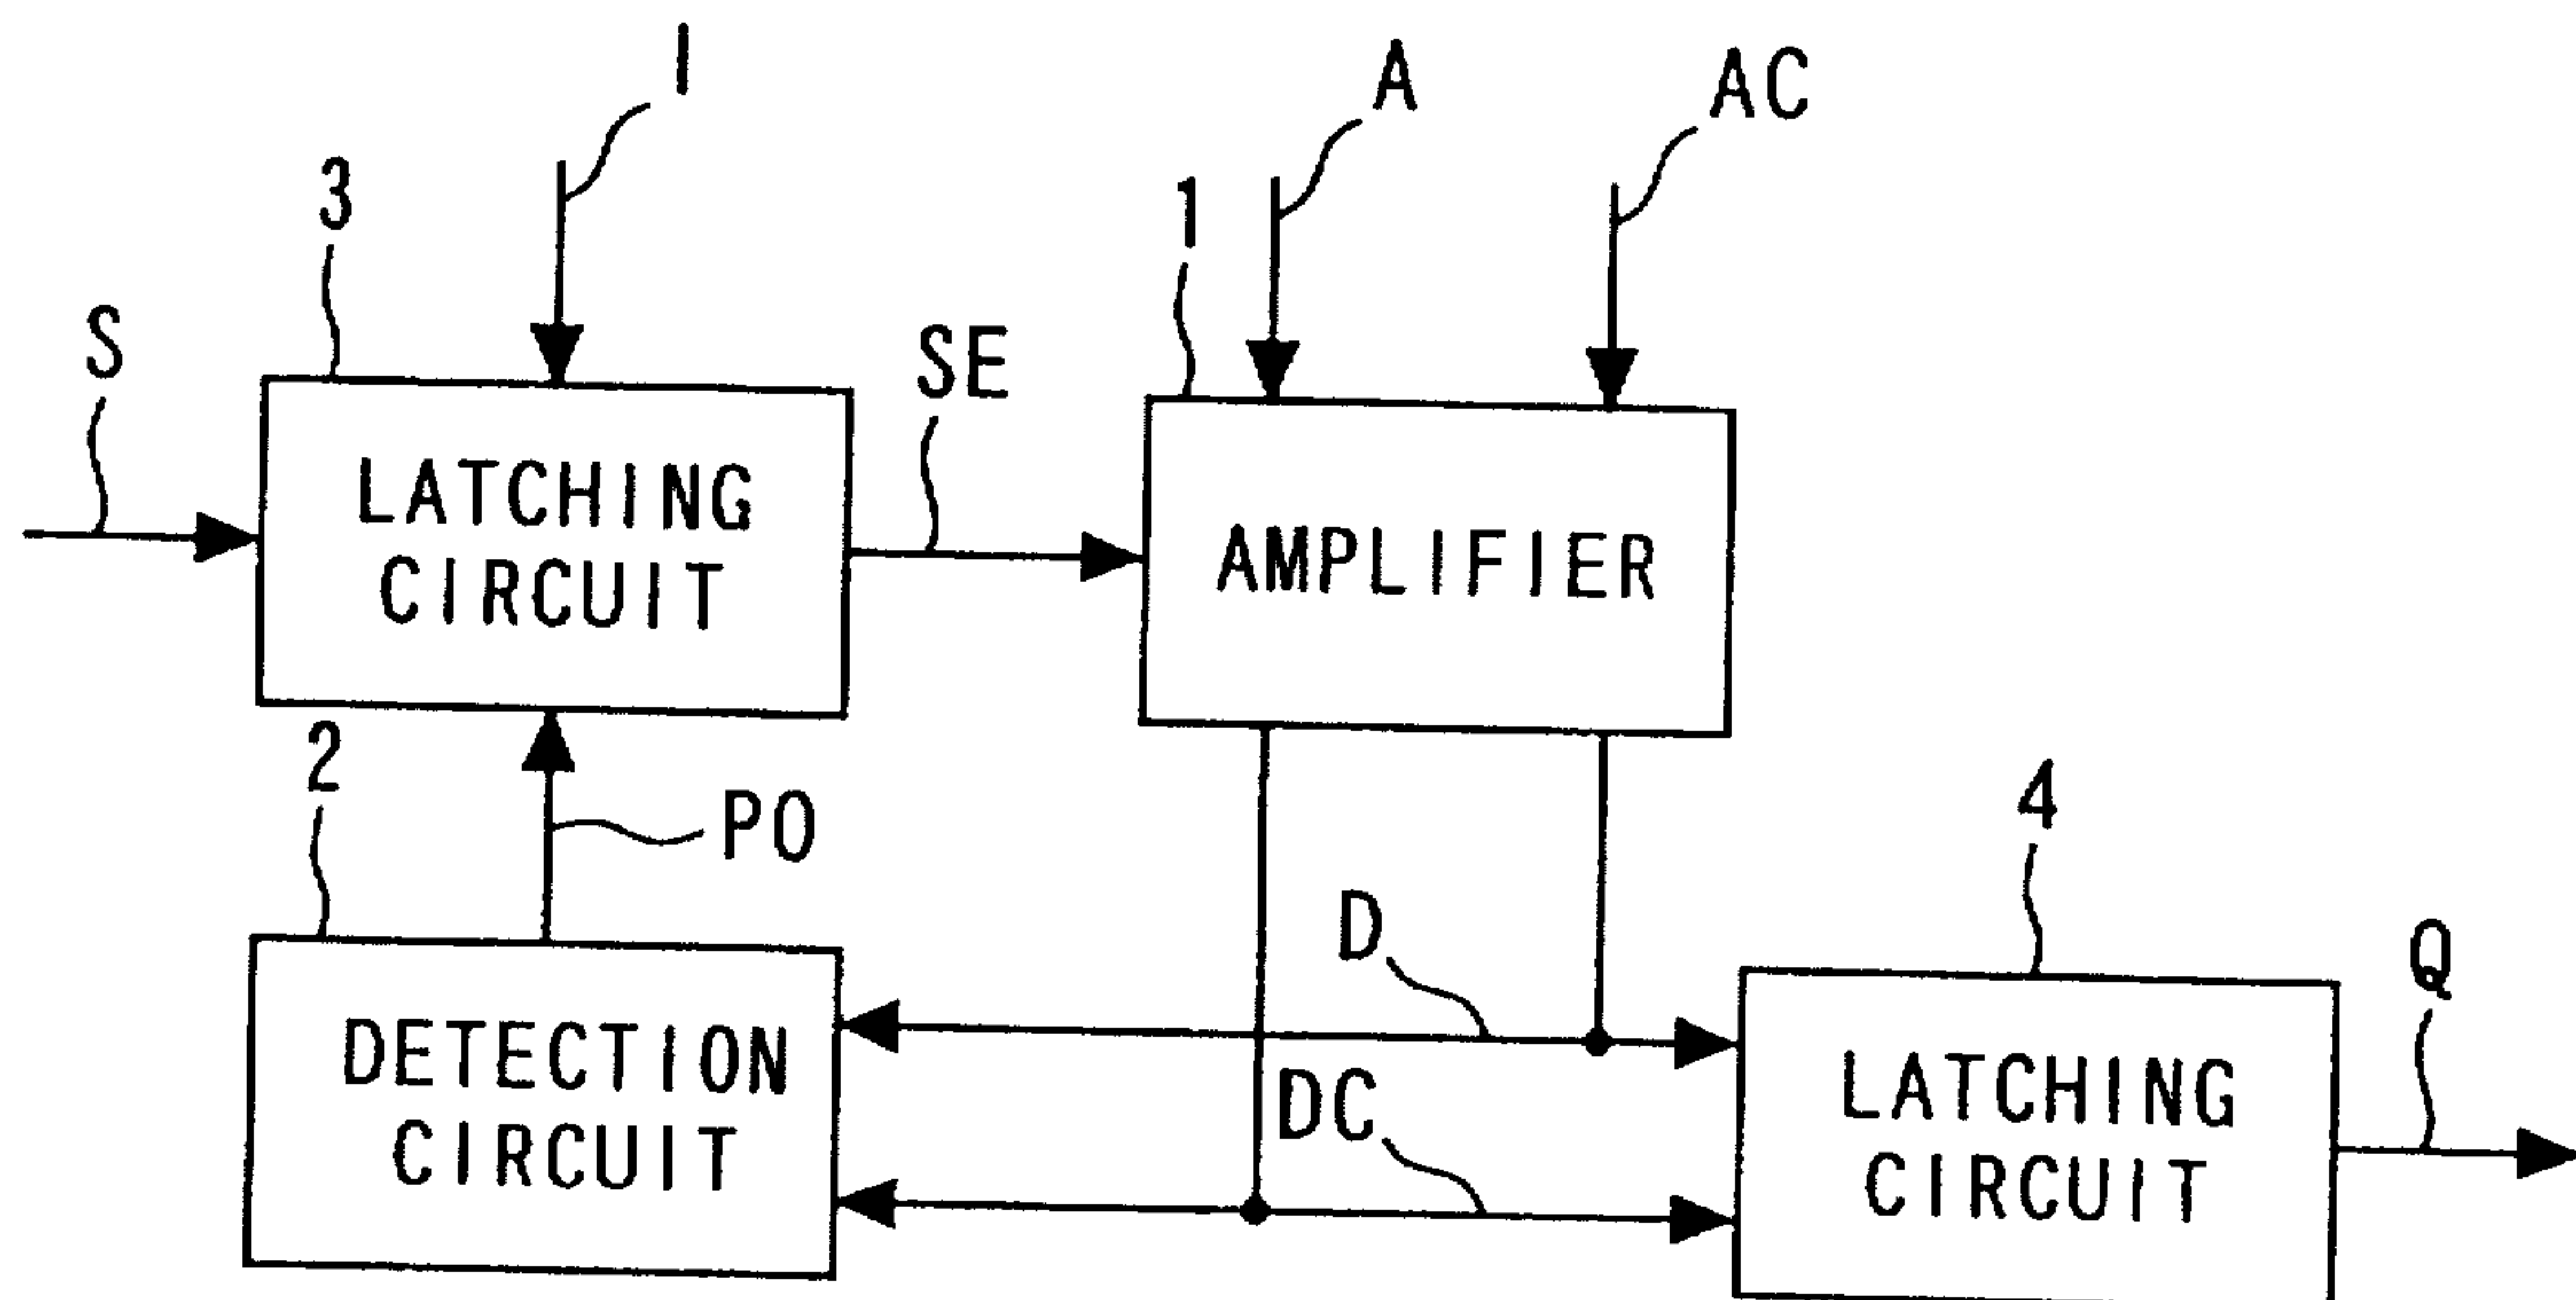 I
A
AC
3
1
S
SE
LATCHING
CIRCUIT
AMPLIFIER
2
PO
4
D
Q
DETECTION
CIRCUIT
DC
LATCHING
CIRCUIT